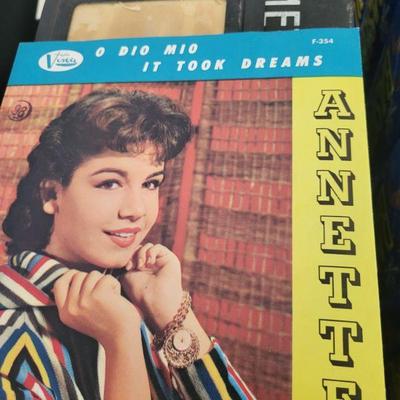 Vista
F-354
O DIO MIO
IT TOOK DREAMS
ANNETTE